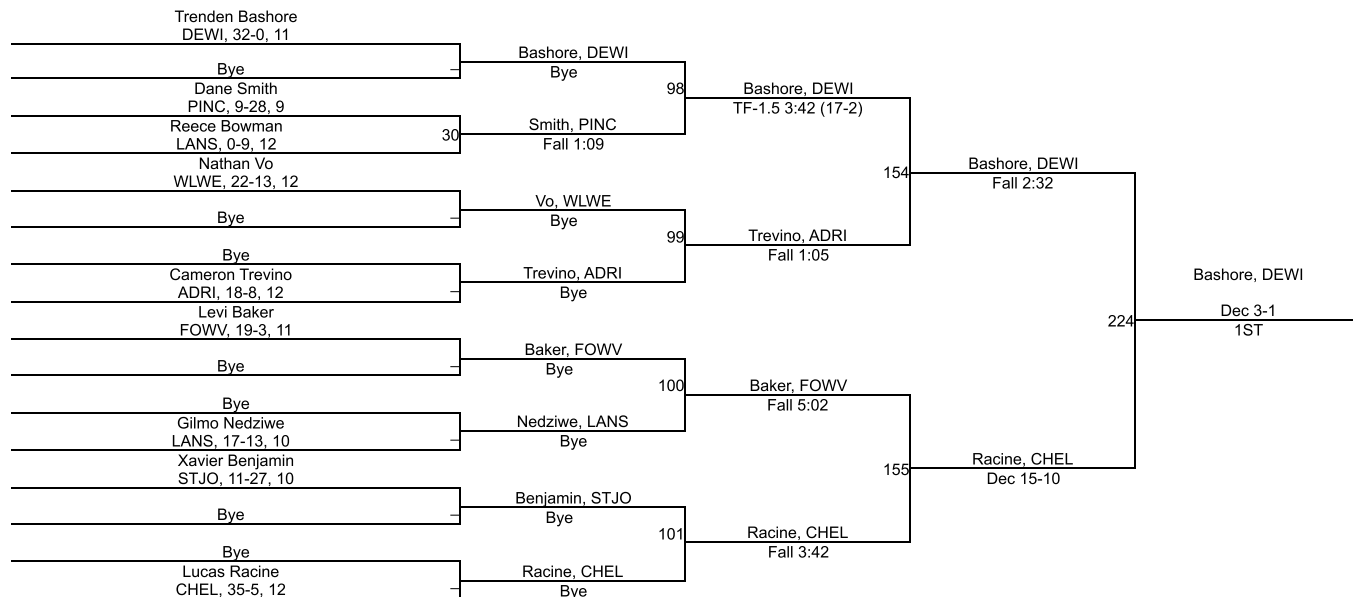 Trenden Bashore
DEWI, 32-0, 11
Bye
Dane Smith
PINC, 9-28, 9
Reece Bowman
LANS, 0-9, 12
Nathan Vo
WLWE, 22-13, 12
Bye
Bye
Cameron Trevino
ADRI, 18-8, 12
Levi Baker
FOWV, 19-3, 11
Bye
Bye
Gilmo Nedziwe
LANS, 17-13, 10
Xavier Benjamin
STJO, 11-27, 10
Bye
Bye
Lucas Racine
CHEL, 35-5, 12
–
30
–
–
–
–
–
–
Bashore, DEWI
Bye
Smith, PINC
Fall 1:09
Vo, WLWE
Bye
Trevino, ADRI
Bye
Baker, FOWV
Bye
Nedziwe, LANS
Bye
Benjamin, STJO
Bye
Racine, CHEL
Bye
98
99
100
101
Bashore, DEWI
TF-1.5 3:42 (17-2)
Trevino, ADRI
Fall 1:05
Baker, FOWV
Fall 5:02
Racine, CHEL
Fall 3:42
154
155
Bashore, DEWI
Fall 2:32
Racine, CHEL
Dec 15-10
224
Bashore, DEWI
Dec 3-1
1ST